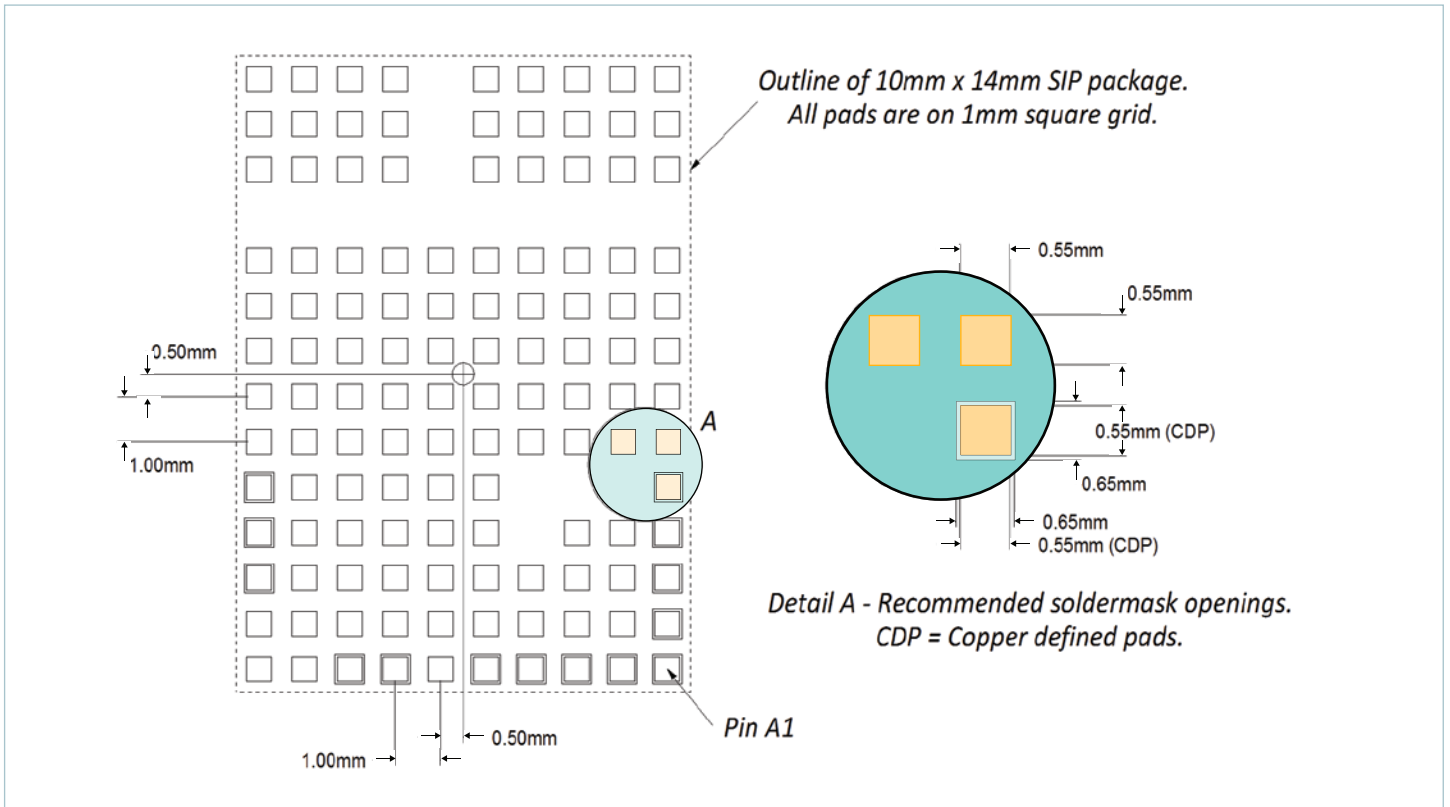 Outline of 10mm x 14mm SIP package.
All pads are on 1mm square grid.
0.55mm
0.55mm
0.50mm
A
0.55mm (CDP)
1.00mm
0.65mm
0.65mm
0.55mm (CDP)
Detail A - Recommended soldermask openings.
CDP = Copper defined pads.
Pin A1
0.50mm
1.00mm